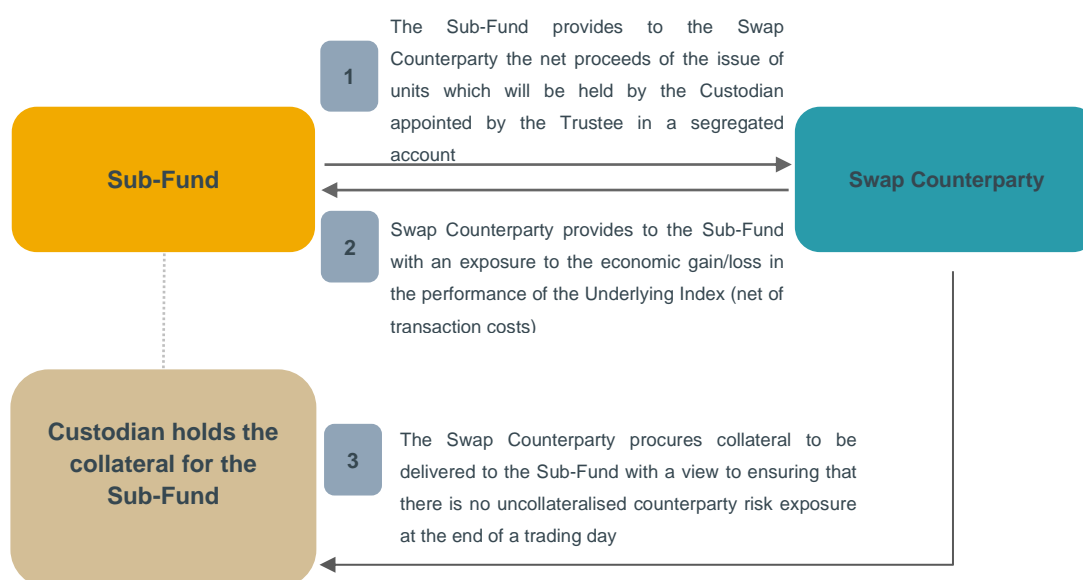 The Sub-Fund provides to the Swap
Counterparty the net proceeds of the issue of
units which will be held by the Custodian
appointed by the Trustee in a segregated
account
1
Sub-Fund
Swap Counterparty
2
Swap Counterparty provides to the Sub-Fund
with an exposure to the economic gain/loss in
the performance of the Underlying Index (net of
transaction costs)
Custodian holds the
collateral for the
Sub-Fund
3
The Swap Counterparty procures collateral to be
delivered to the Sub-Fund with a view to ensuring that
there is no uncollateralised counterparty risk exposure
at the end of a trading day